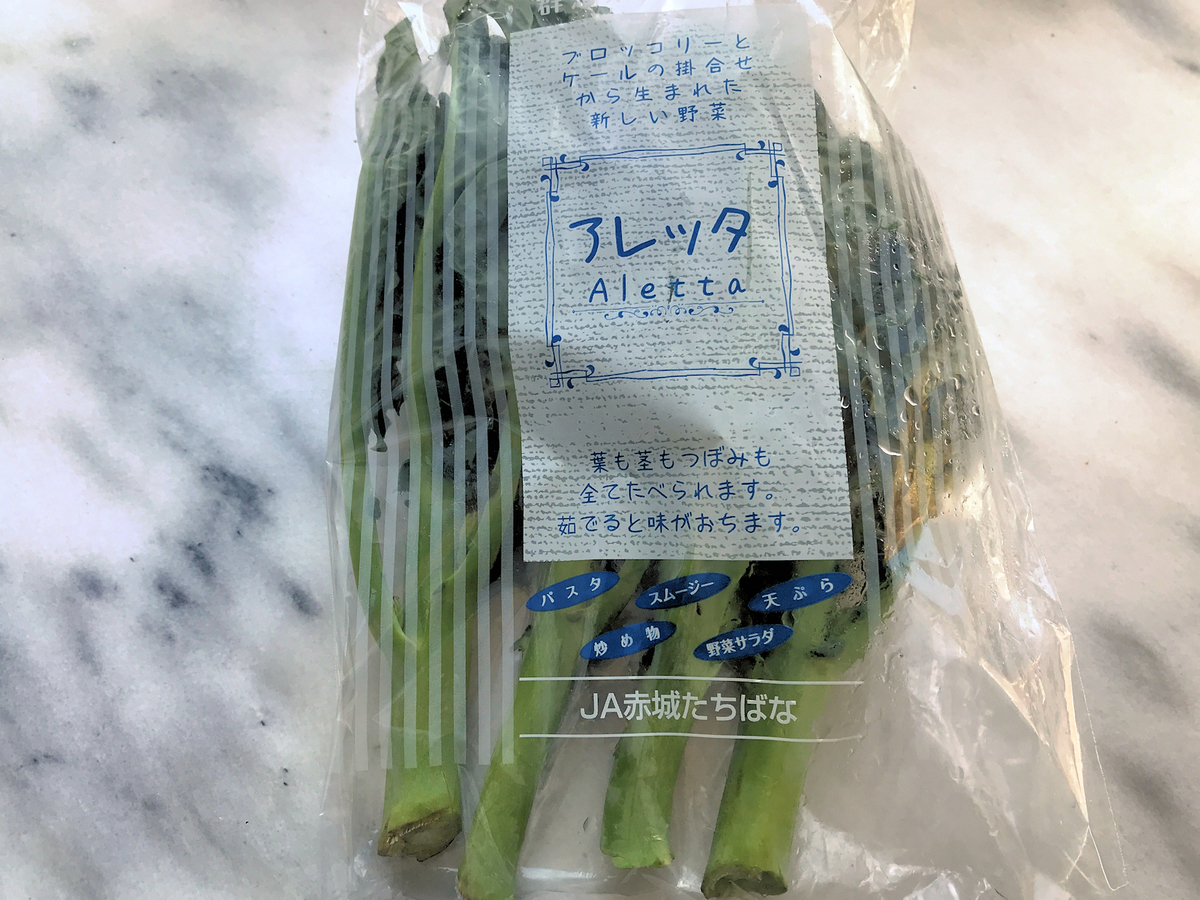 ブロッコリーと
ケールの掛合せ
から生まれた
新しい野菜
アレッタ
Aletta
葉も茎もつぼみも
全てたべられます。
茹でると味がおちます。
パスタ スムージー 天ぷら
炒め物 野菜サラダ
JA赤城たちばな